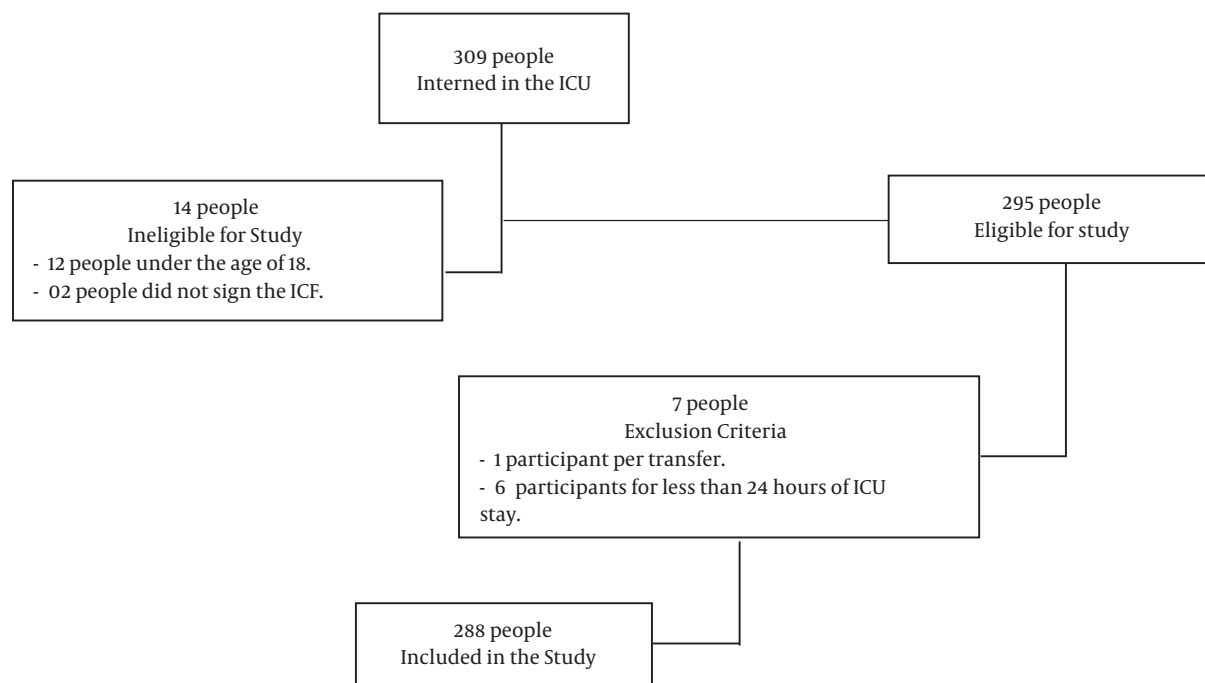 309 people
Interned in the ICU
14 people
Ineligible for Study
- 12 people under the age of 18.
- 02 people did not sign the ICF.
295 people
Eligible for study
7 people
Exclusion Criteria
- 1 participant per transfer.
- 6 participants for less than 24 hours of ICU
stay.
288 people
Included in the Study